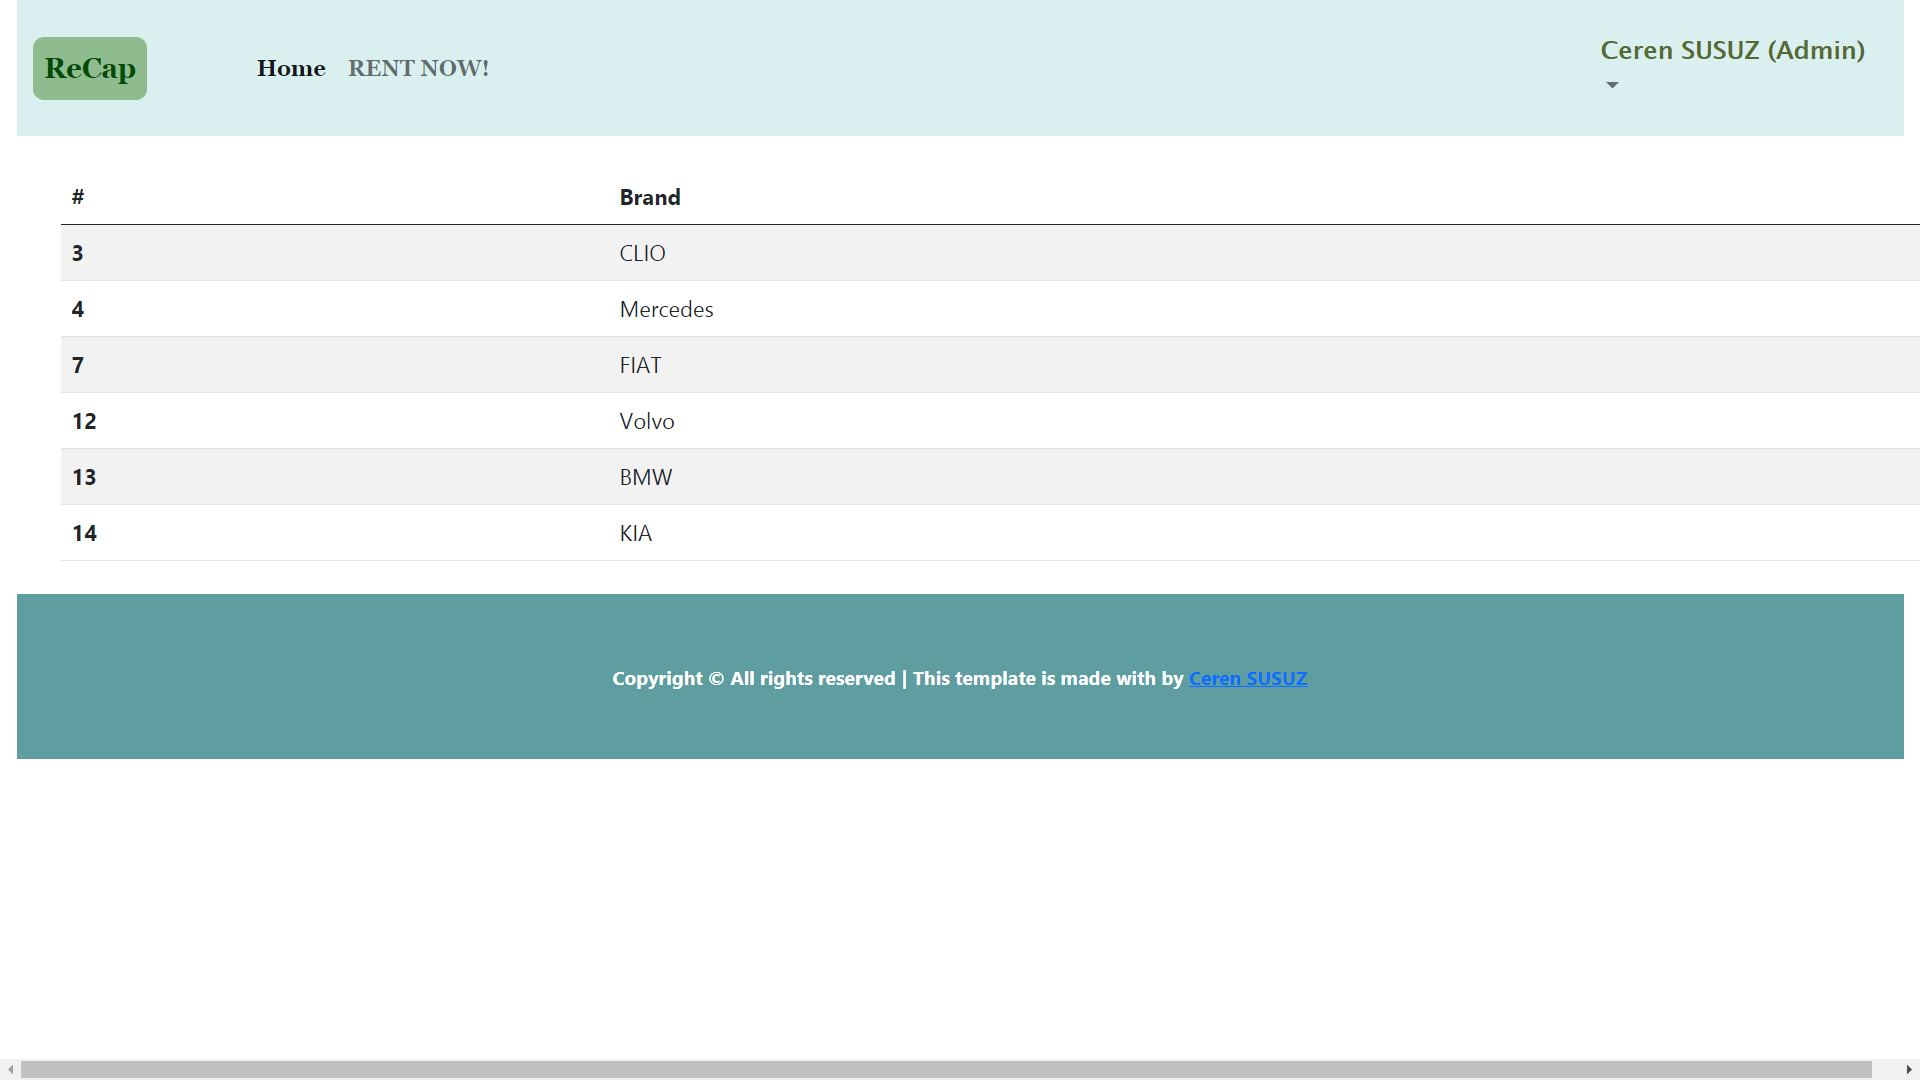 ReCap Home RENT NOW! Ceren SUSUZ (Admin)
# Brand
3 CLIO
4 Mercedes
7 FIAT
12 Volvo
13 BMW
14 KIA
Copyright © All rights reserved | This template is made with by Ceren SUSUZ